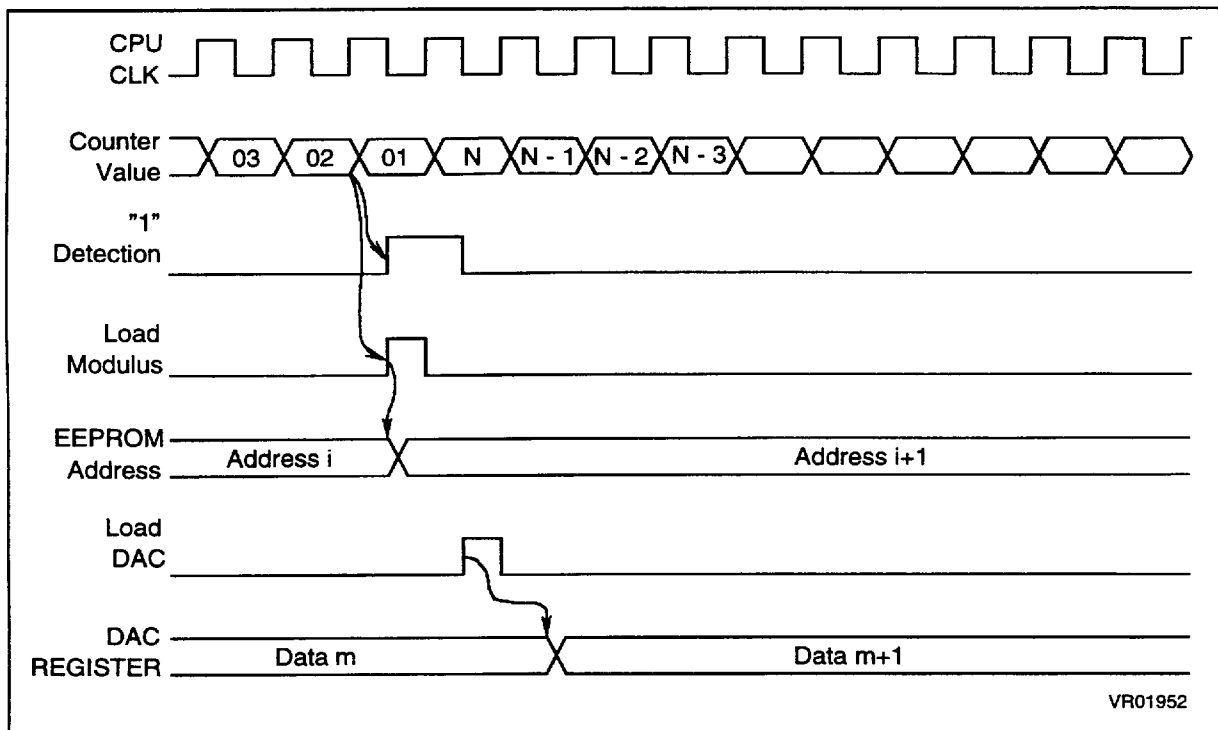 CPU
CLK
Counter
Value
03 02 01 N N - 1 N - 2 N - 3
"1"
Detection
Load
Modulus
EEPROM
Address
Address i Address i+1
Load
DAC
DAC
REGISTER
Data m Data m+1
VR01952